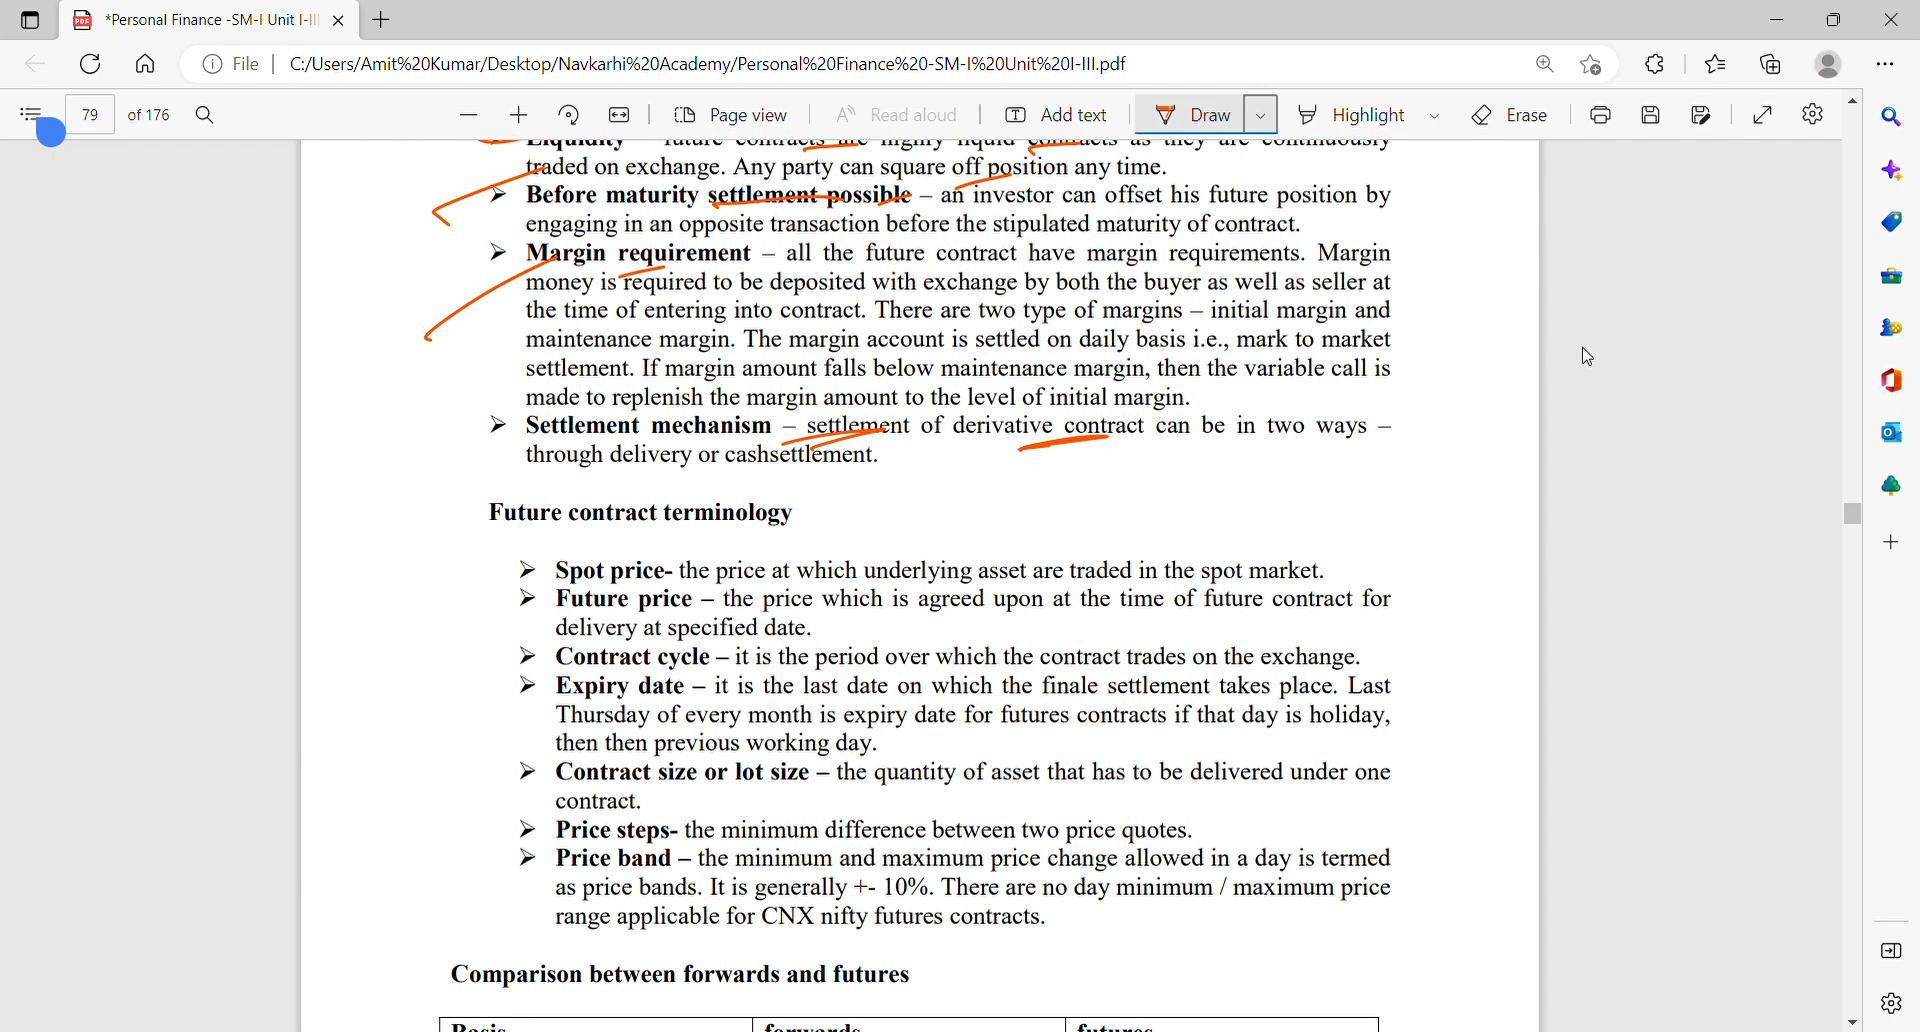 *Personal Finance -SM-I Unit I-III
File C:/Users/Amit%20Kumar/Desktop/Navkarhi%20Academy/Personal%20Finance%20-SM-I%20Unit%20I-III.pdf
79 of 176 Page view Read aloud Add text Draw Highlight Erase
Liquidity – future contracts are highly liquid contracts as they are continuously
traded on exchange. Any party can square off position any time.
➢ Before maturity settlement possible – an investor can offset his future position by
engaging in an opposite transaction before the stipulated maturity of contract.
➢ Margin requirement – all the future contract have margin requirements. Margin
money is required to be deposited with exchange by both the buyer as well as seller at
the time of entering into contract. There are two type of margins – initial margin and
maintenance margin. The margin account is settled on daily basis i.e., mark to market
settlement. If margin amount falls below maintenance margin, then the variable call is
made to replenish the margin amount to the level of initial margin.
➢ Settlement mechanism – settlement of derivative contract can be in two ways –
through delivery or cashsettlement.
Future contract terminology
➢ Spot price- the price at which underlying asset are traded in the spot market.
➢ Future price – the price which is agreed upon at the time of future contract for
delivery at specified date.
➢ Contract cycle – it is the period over which the contract trades on the exchange.
➢ Expiry date – it is the last date on which the finale settlement takes place. Last
Thursday of every month is expiry date for futures contracts if that day is holiday,
then then previous working day.
➢ Contract size or lot size – the quantity of asset that has to be delivered under one
contract.
➢ Price steps- the minimum difference between two price quotes.
➢ Price band – the minimum and maximum price change allowed in a day is termed
as price bands. It is generally +- 10%. There are no day minimum / maximum price
range applicable for CNX nifty futures contracts.
Comparison between forwards and futures
Basis forwards futures